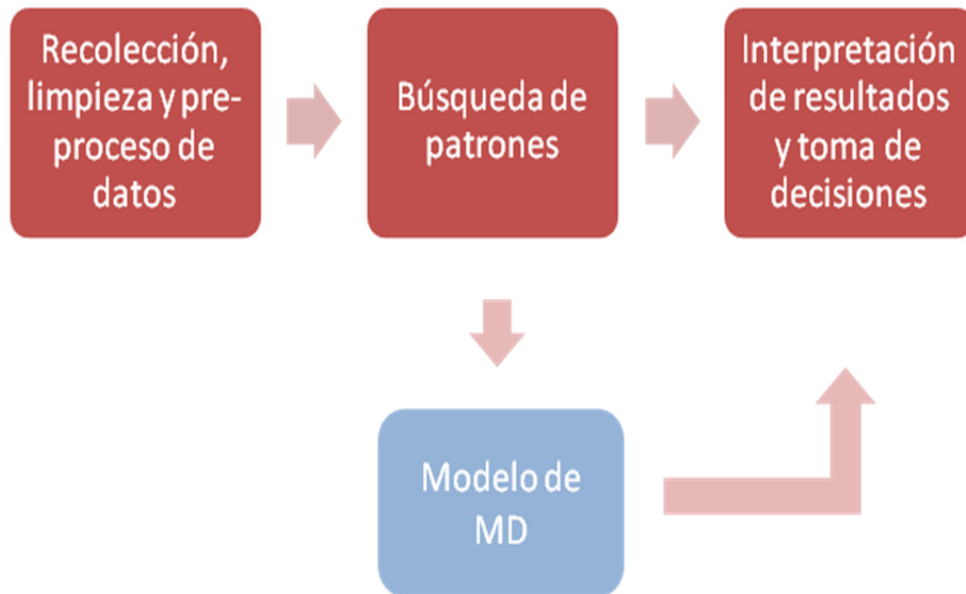 Recolección,
limpieza y pre-
proceso de
datos
Búsqueda de
patrones
Interpretación
de resultados
y toma de
decisiones
Modelo de
MD